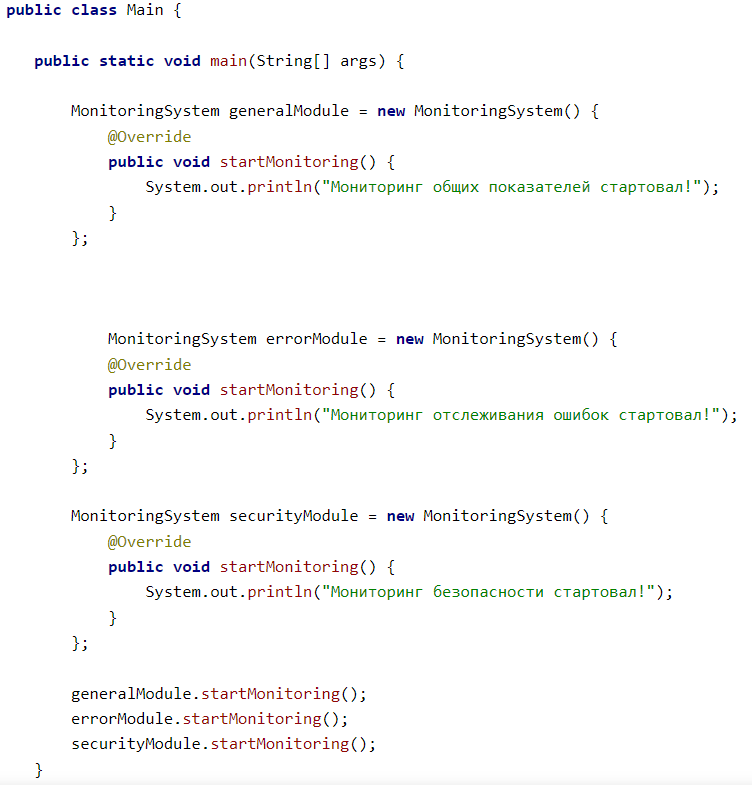 public class Main {
public static void main(String[] args) {
MonitoringSystem generalModule = new MonitoringSystem() {
@Override
public void startMonitoring() {
System.out.println("Мониторинг общих показателей стартовал!");
}
};
MonitoringSystem errorModule = new MonitoringSystem() {
@Override
public void startMonitoring() {
System.out.println("Мониторинг отслеживания ошибок стартовал!");
}
};
MonitoringSystem securityModule = new MonitoringSystem() {
@Override
public void startMonitoring() {
System.out.println("Мониторинг безопасности стартовал!");
}
};
generalModule.startMonitoring();
errorModule.startMonitoring();
securityModule.startMonitoring();
}